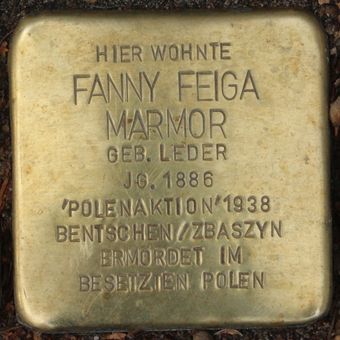 HIER WOHNTE
FANNY FEIGA
MARMOR
GEB. LEDER
JG. 1886
'POLENAKTION' 1938
BENTSCHEN/ZBASZYN
ERMORDET IM
BESETZTEN POLEN